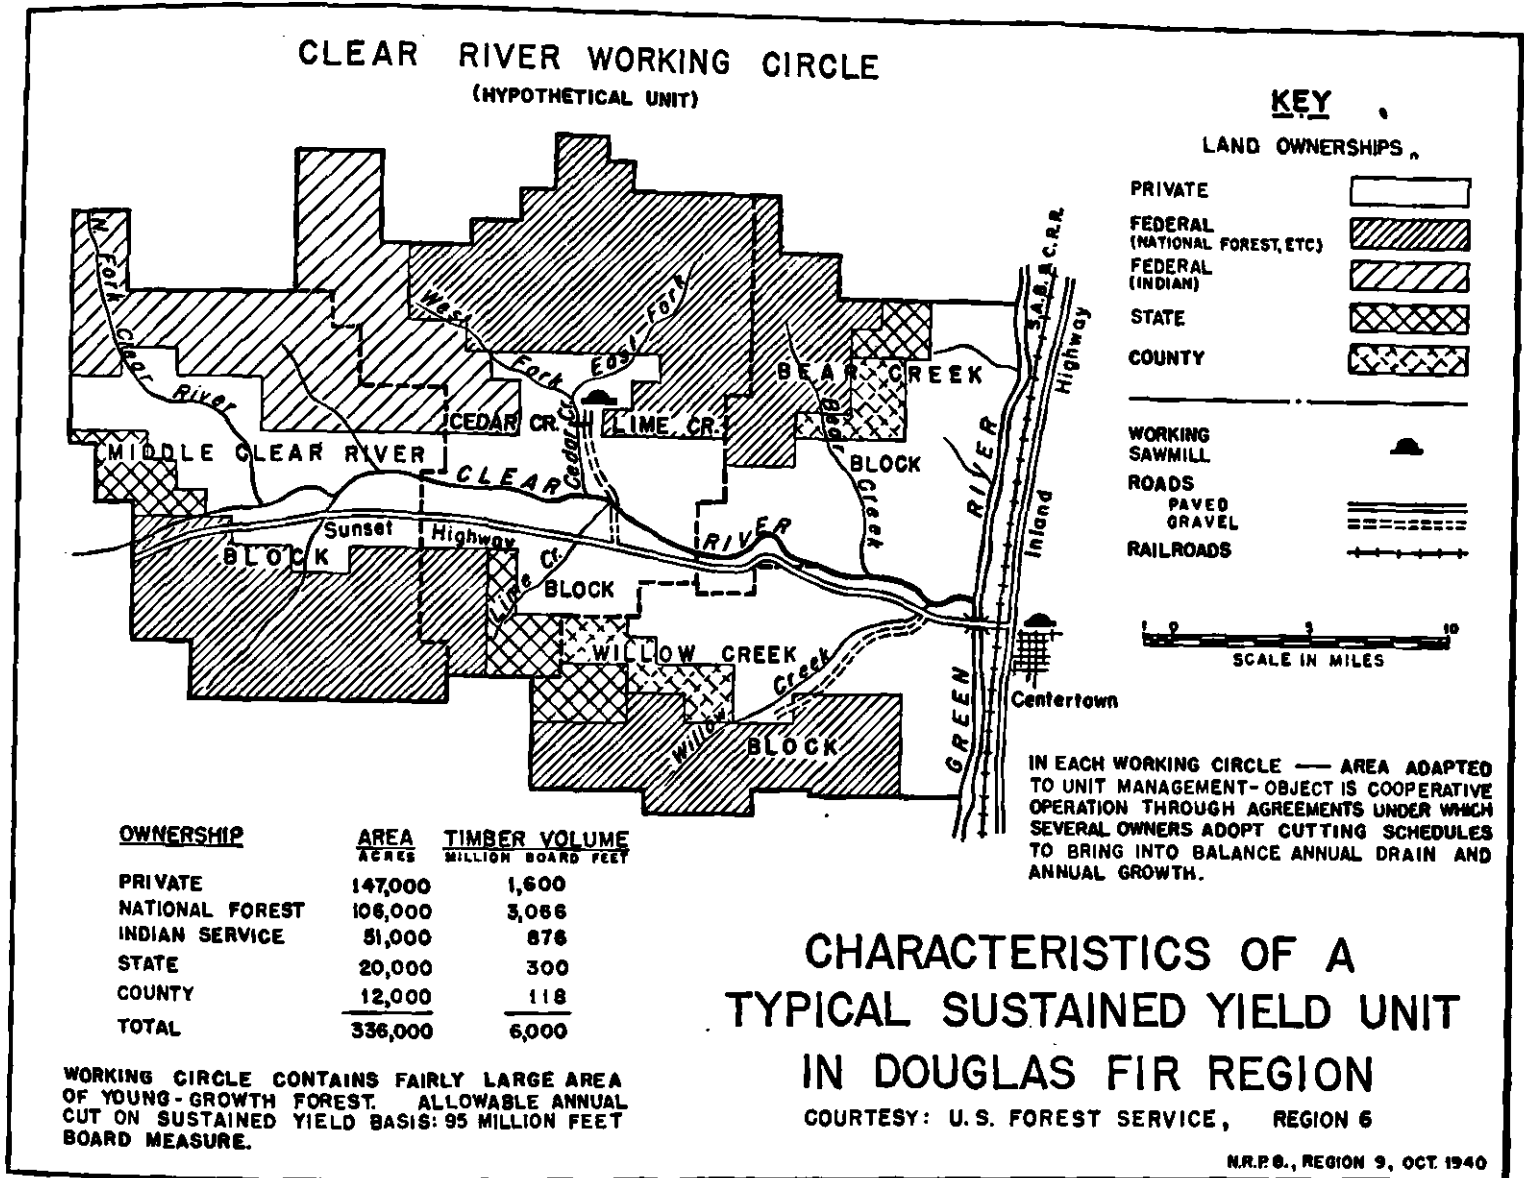 CLEAR RIVER WORKING CIRCLE
(HYPOTHETICAL UNIT)
KEY
LAND OWNERSHIPS
PRIVATE
FEDERAL
(NATIONAL FOREST, ETC)
FEDERAL
(INDIAN)
STATE
COUNTY
WORKING
SAWMILL
ROADS
PAVED
GRAVEL
RAILROADS
1 0 5 10
SCALE IN MILES
N. Fork Clear River
West Fork
East Fork
Cedar Cr.
BEAR CREEK
BLOCK
Bear Creek
CEDAR CR.
LIME CR.
BLOCK
MIDDLE CLEAR RIVER
BLOCK
CLEAR RIVER
Sunset Highway
Lime Cr.
WILLOW CREEK
BLOCK
Willow Creek
GREEN RIVER
S.A.B. & C.R.R.
Inland Highway
Centertown
IN EACH WORKING CIRCLE — AREA ADAPTED
TO UNIT MANAGEMENT-OBJECT IS COOPERATIVE
OPERATION THROUGH AGREEMENTS UNDER WHICH
SEVERAL OWNERS ADOPT CUTTING SCHEDULES
TO BRING INTO BALANCE ANNUAL DRAIN AND
ANNUAL GROWTH.
OWNERSHIP AREA TIMBER VOLUME
ACRES MILLION BOARD FEET
PRIVATE 147,000 1,600
NATIONAL FOREST 106,000 3,066
INDIAN SERVICE 51,000 876
STATE 20,000 300
COUNTY 12,000 118
TOTAL 336,000 6,000
WORKING CIRCLE CONTAINS FAIRLY LARGE AREA
OF YOUNG-GROWTH FOREST. ALLOWABLE ANNUAL
CUT ON SUSTAINED YIELD BASIS: 95 MILLION FEET
BOARD MEASURE.
CHARACTERISTICS OF A
TYPICAL SUSTAINED YIELD UNIT
IN DOUGLAS FIR REGION
COURTESY: U.S. FOREST SERVICE, REGION 6
N.R.P.B., REGION 9, OCT. 1940